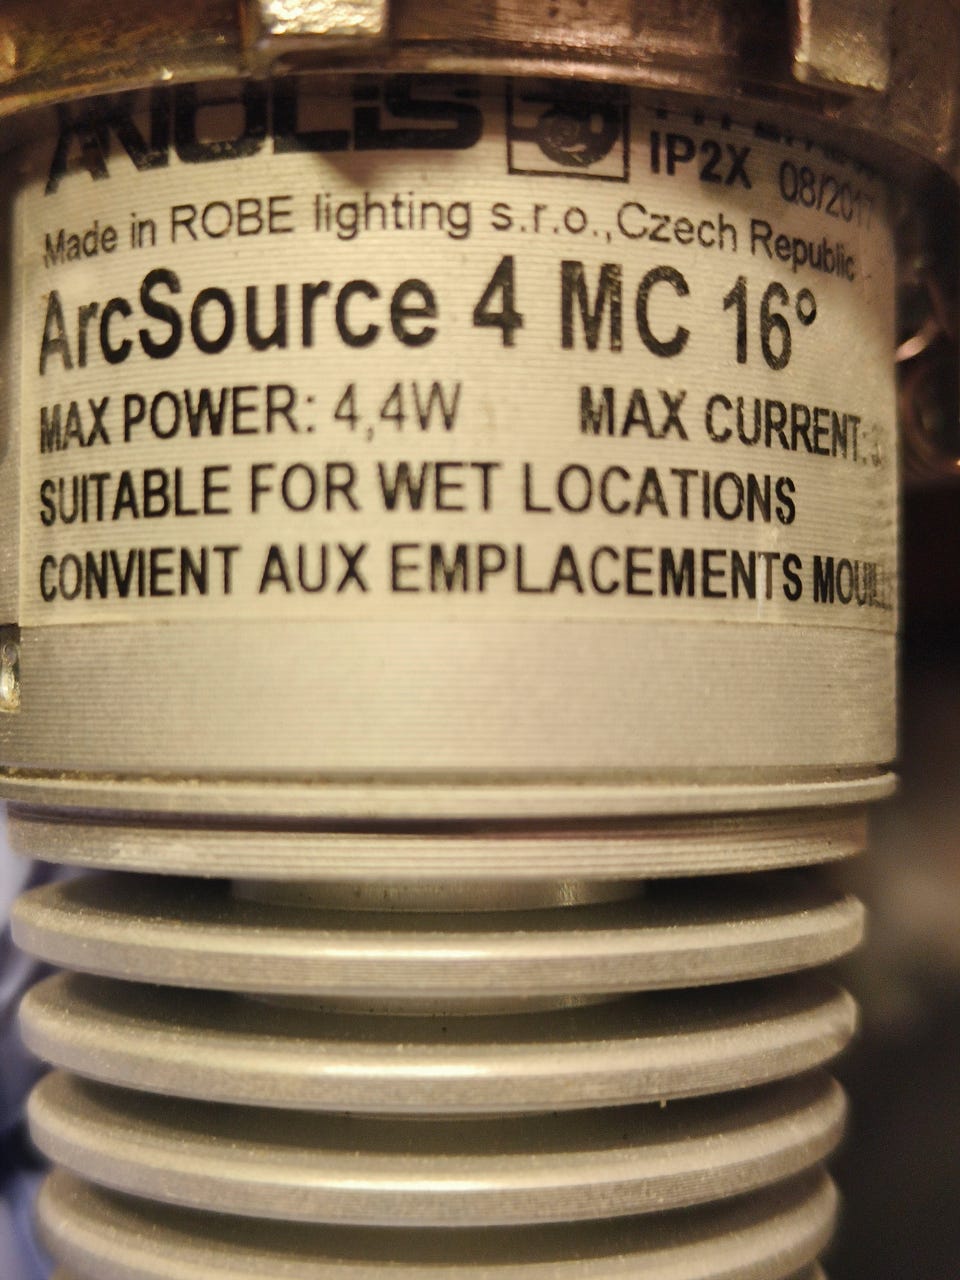 ANOLiS
IP2X 08/2017
Made in ROBE lighting s.r.o., Czech Republic
ArcSource 4 MC 16°
MAX POWER: 4,4W MAX CURRENT:
SUITABLE FOR WET LOCATIONS
CONVIENT AUX EMPLACEMENTS